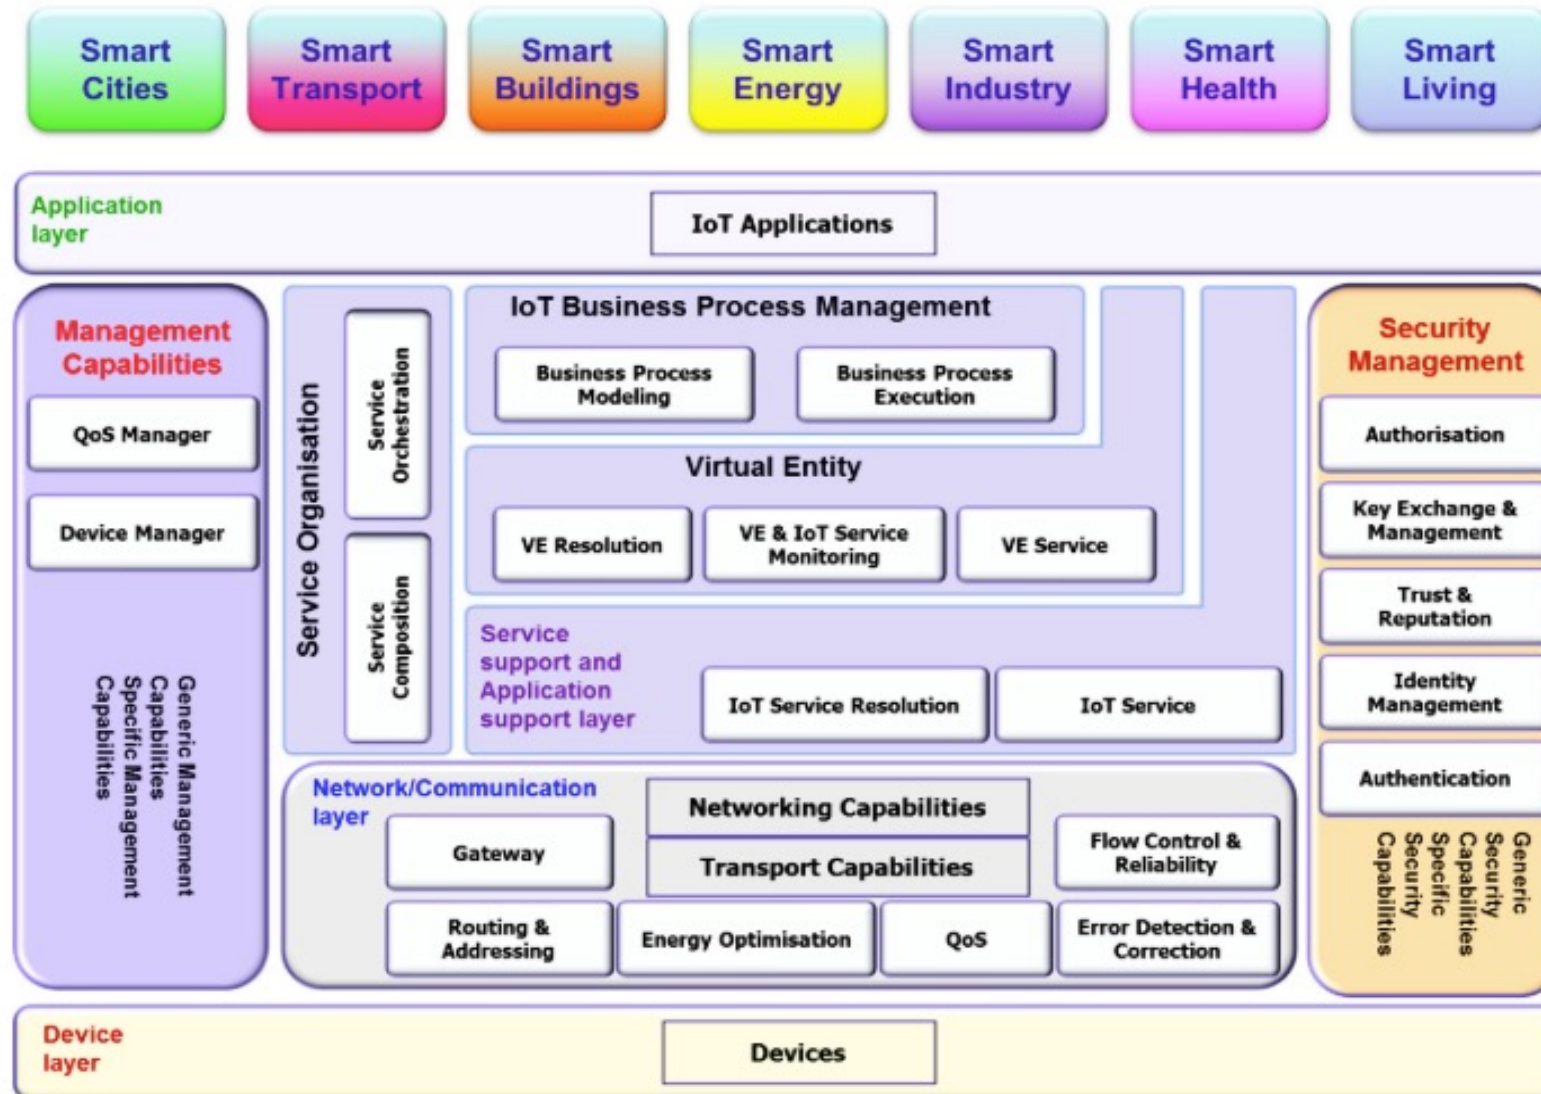 Smart
Cities
Smart
Transport
Smart
Buildings
Smart
Energy
Smart
Industry
Smart
Health
Smart
Living
Application
layer
IoT Applications
Management
Capabilities
QoS Manager
Device Manager
Generic Management
Capabilities
Specific Management
Capabilities
Service Organisation
Service
Orchestration
Service
Composition
IoT Business Process Management
Business Process
Modeling
Business Process
Execution
Virtual Entity
VE Resolution
VE & IoT Service
Monitoring
VE Service
Service
support and
Application
support layer
IoT Service Resolution
IoT Service
Security
Management
Authorisation
Key Exchange &
Management
Trust &
Reputation
Identity
Management
Authentication
Generic
Security
Capabilities
Specific
Security
Capabilities
Network/Communication
layer
Networking Capabilities
Gateway
Transport Capabilities
Flow Control &
Reliability
Routing &
Addressing
Energy Optimisation
QoS
Error Detection &
Correction
Device
layer
Devices